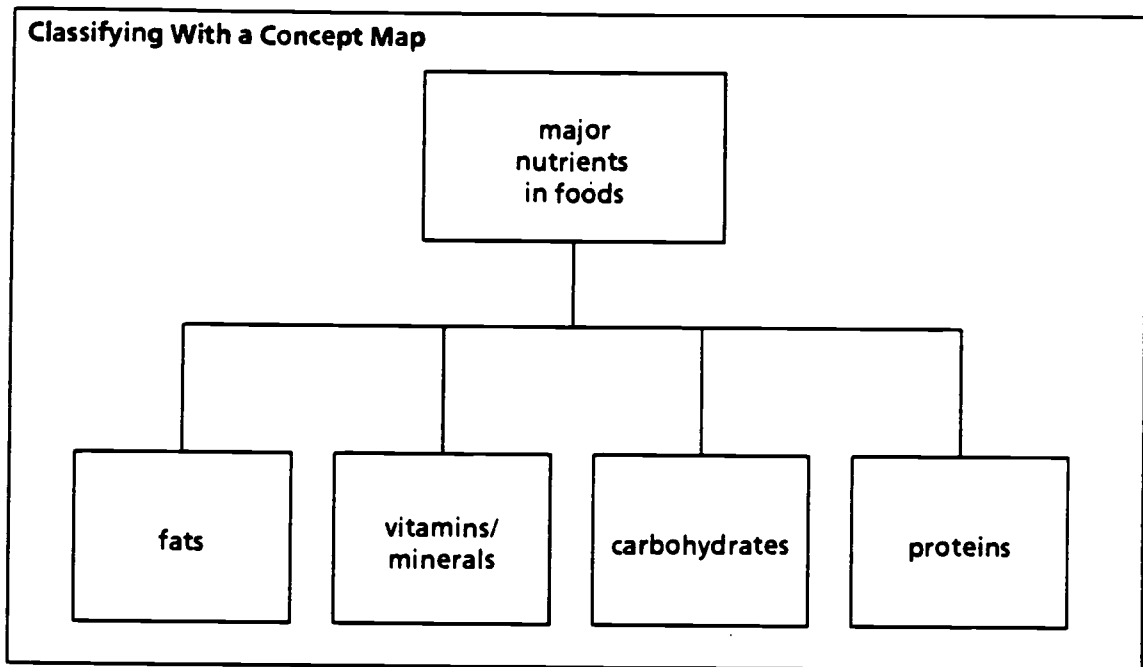 Classifying With a Concept Map
major
nutrients
in foods
fats
vitamins/
minerals
carbohydrates
proteins